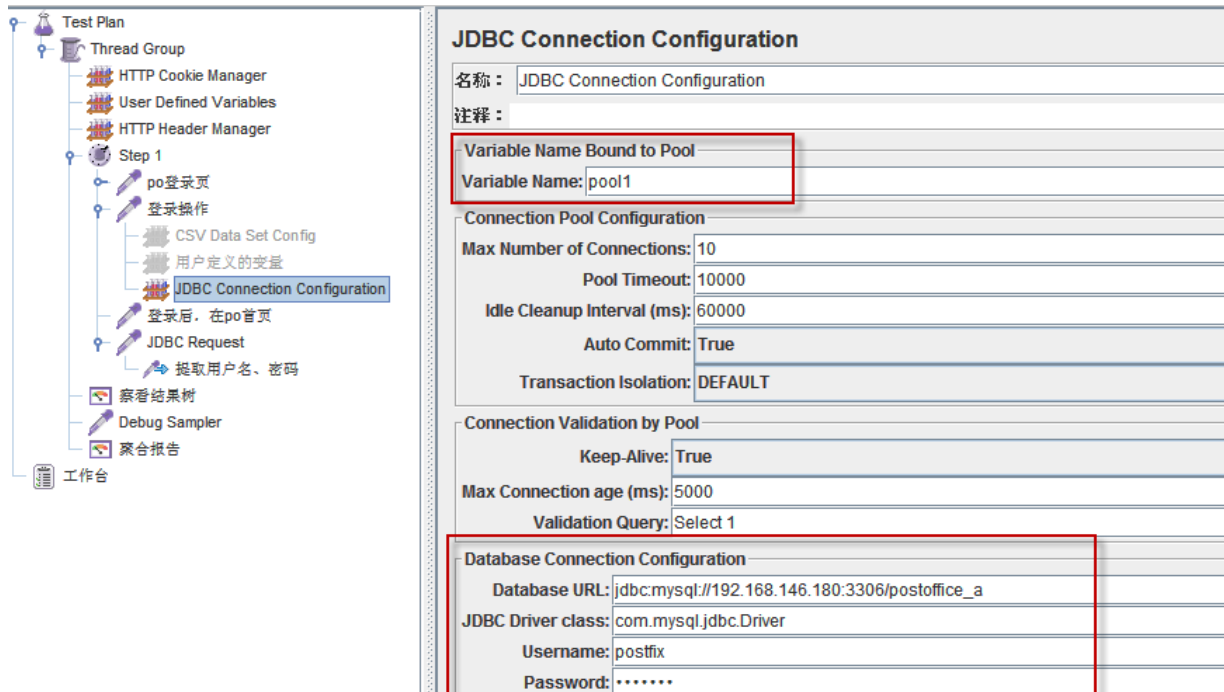 Test Plan
Thread Group
HTTP Cookie Manager
User Defined Variables
HTTP Header Manager
Step 1
po登录页
登录操作
CSV Data Set Config
用户定义的变量
JDBC Connection Configuration
登录后，在po首页
JDBC Request
提取用户名、密码
察看结果树
Debug Sampler
聚合报告
工作台
JDBC Connection Configuration
名称： JDBC Connection Configuration
注释：
Variable Name Bound to Pool
Variable Name: pool1
Connection Pool Configuration
Max Number of Connections: 10
Pool Timeout: 10000
Idle Cleanup Interval (ms): 60000
Auto Commit: True
Transaction Isolation: DEFAULT
Connection Validation by Pool
Keep-Alive: True
Max Connection age (ms): 5000
Validation Query: Select 1
Database Connection Configuration
Database URL: jdbc:mysql://192.168.146.180:3306/postoffice_a
JDBC Driver class: com.mysql.jdbc.Driver
Username: postfix
Password: •••••••